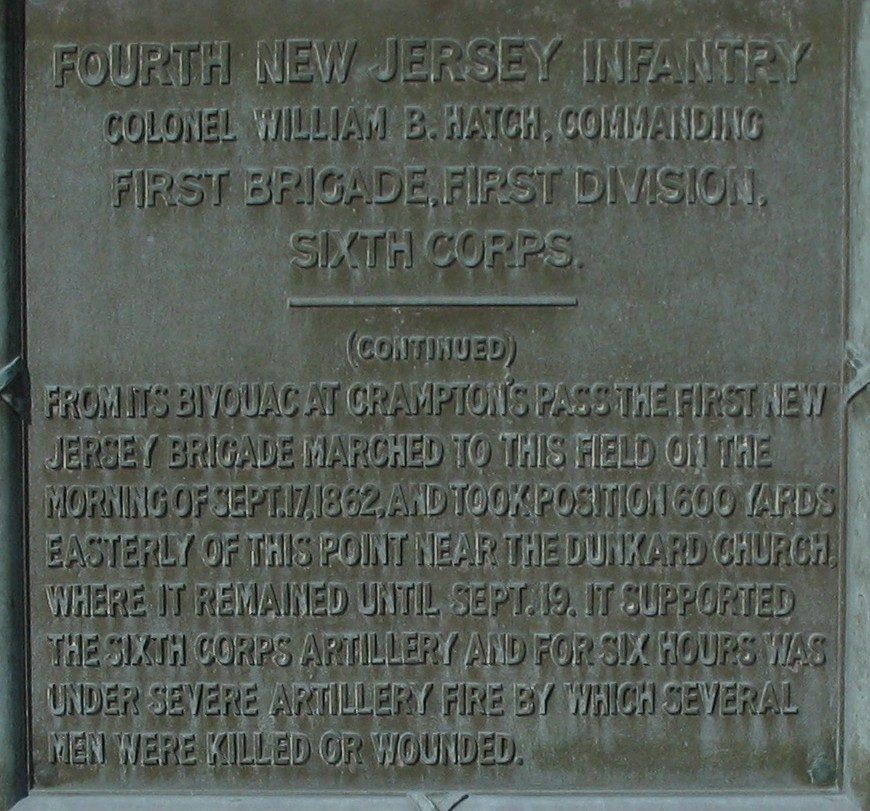 FOURTH NEW JERSEY INFANTRY
COLONEL WILLIAM B. HATCH, COMMANDING
FIRST BRIGADE, FIRST DIVISION,
SIXTH CORPS.
(CONTINUED)
FROM ITS BIVOUAC AT CRAMPTON'S PASS THE FIRST NEW
JERSEY BRIGADE MARCHED TO THIS FIELD ON THE
MORNING OF SEPT. 17, 1862, AND TOOK POSITION 600 YARDS
EASTERLY OF THIS POINT NEAR THE DUNKARD CHURCH,
WHERE IT REMAINED UNTIL SEPT. 19. IT SUPPORTED
THE SIXTH CORPS ARTILLERY AND FOR SIX HOURS WAS
UNDER SEVERE ARTILLERY FIRE BY WHICH SEVERAL
MEN WERE KILLED OR WOUNDED.